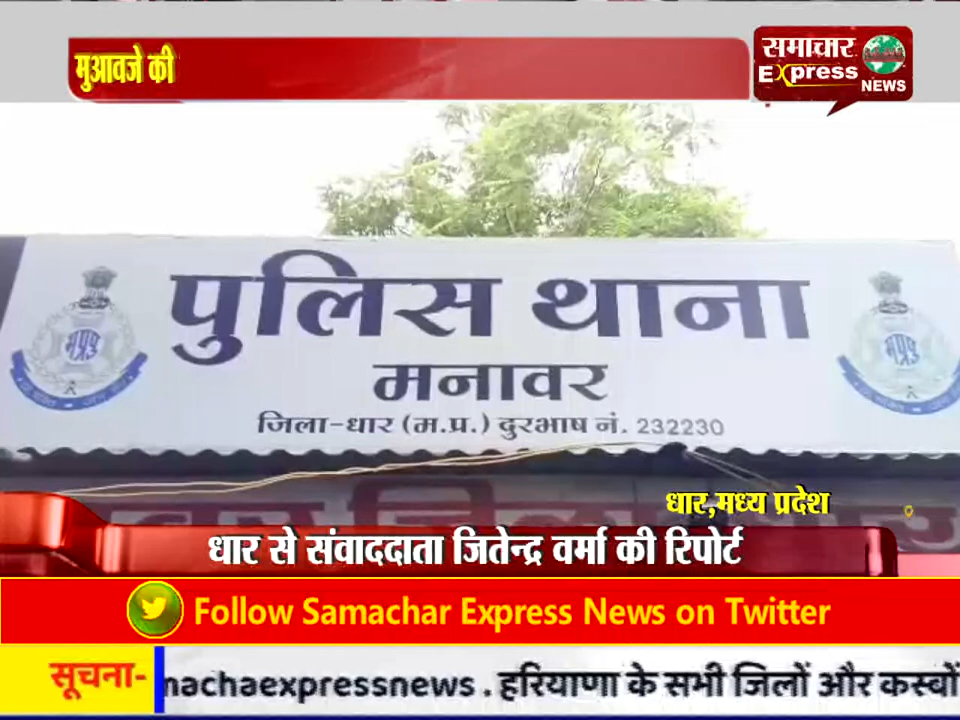 मुआवजे की
समाचार
Express
NEWS
पुलिस थाना
मनावर
जिला-धार (म.प्र.) दुरभाष नं. 232230
धार,मध्य प्रदेश
धार से संवाददाता जितेन्द्र वर्मा की रिपोर्ट
Follow Samachar Express News on Twitter
सूचना- machaexpressnews . हरियाणा के सभी जिलों और कस्वों